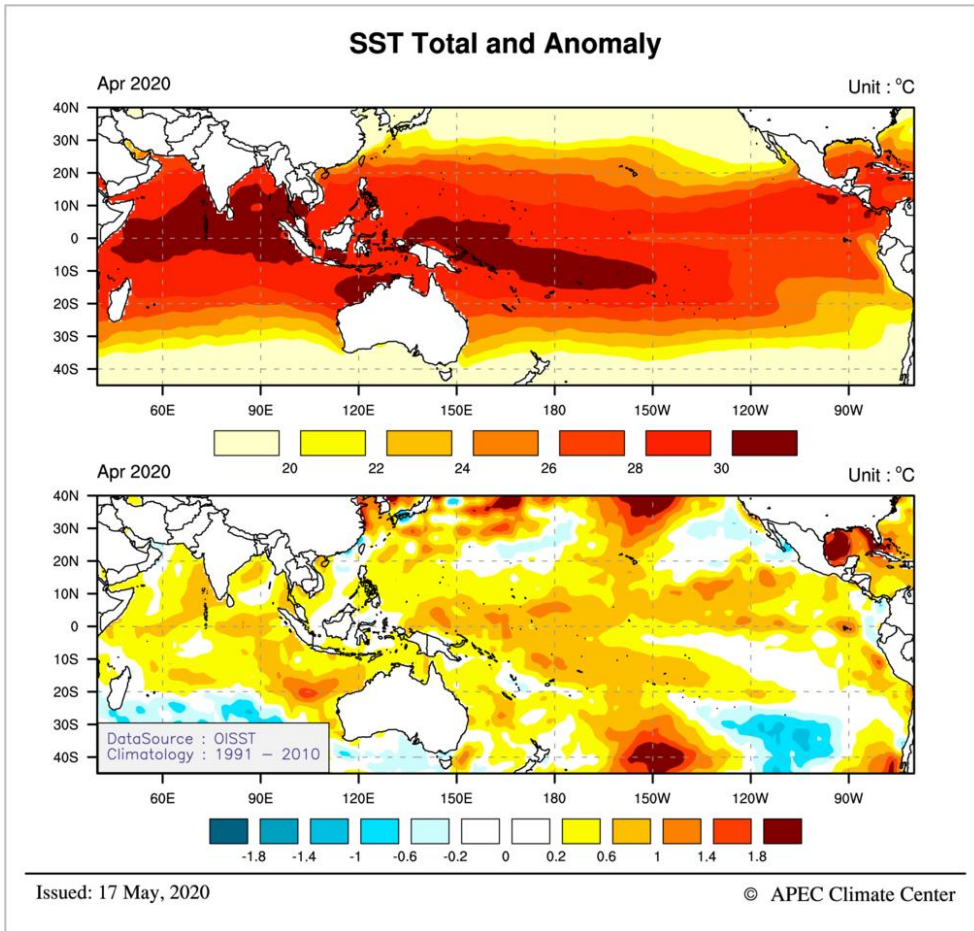 SST Total and Anomaly
Apr 2020 Unit : °C
40N
30N
20N
10N
0
10S
20S
30S
40S
60E 90E 120E 150E 180 150W 120W 90W
20 22 24 26 28 30
Apr 2020 Unit : °C
40N
30N
20N
10N
0
10S
20S
30S
40S
DataSource : OISST
Climatology : 1991 – 2010
60E 90E 120E 150E 180 150W 120W 90W
-1.8 -1.4 -1 -0.6 -0.2 0 0.2 0.6 1 1.4 1.8
Issued: 17 May, 2020 © APEC Climate Center